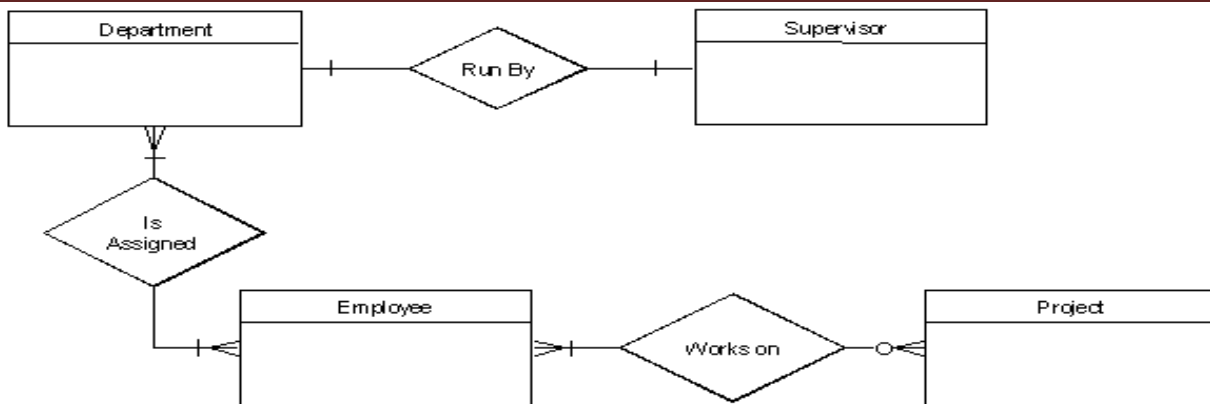 Department
Supervisor
Run By
Is
Assigned
Employee
Works on
Project